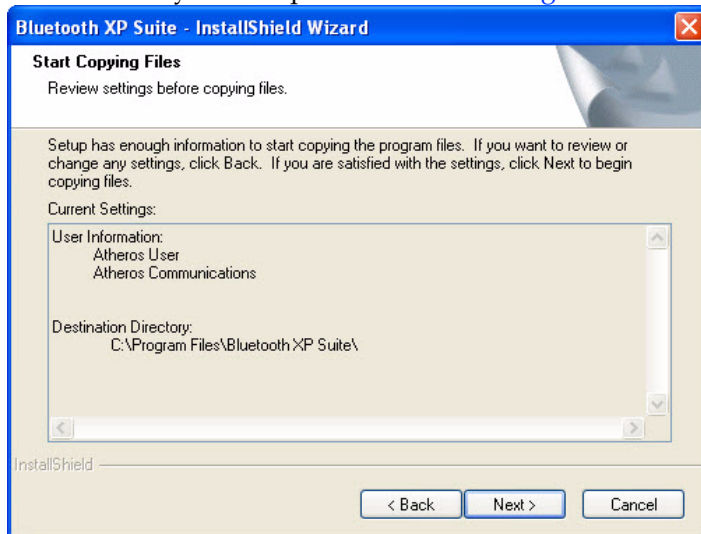 Bluetooth XP Suite - InstallShield Wizard
Start Copying Files
Review settings before copying files.
Setup has enough information to start copying the program files.  If you want to review or
change any settings, click Back.  If you are satisfied with the settings, click Next to begin
copying files.
Current Settings:
User Information:
Atheros User
Atheros Communications
Destination Directory:
C:\Program Files\Bluetooth XP Suite\
InstallShield
< Back
Next >
Cancel